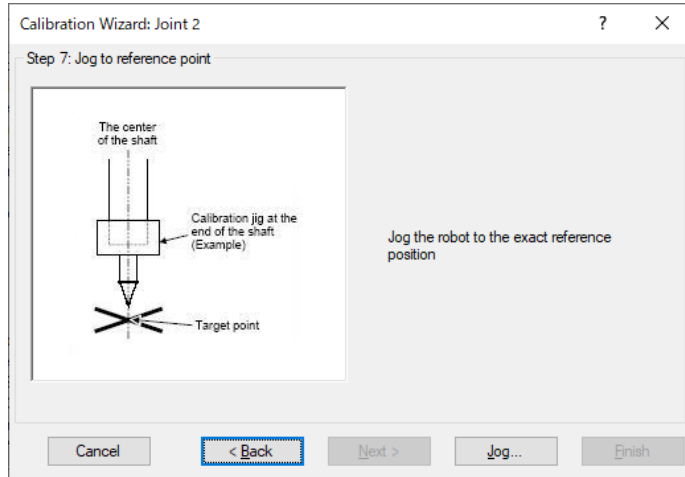 Calibration Wizard: Joint 2
?
Step 7: Jog to reference point
The center
of the shaft
Calibration jig at the
end of the shaft
(Example)
Target point
Jog the robot to the exact reference
position
Cancel
< Back
Next >
Jog...
Finish